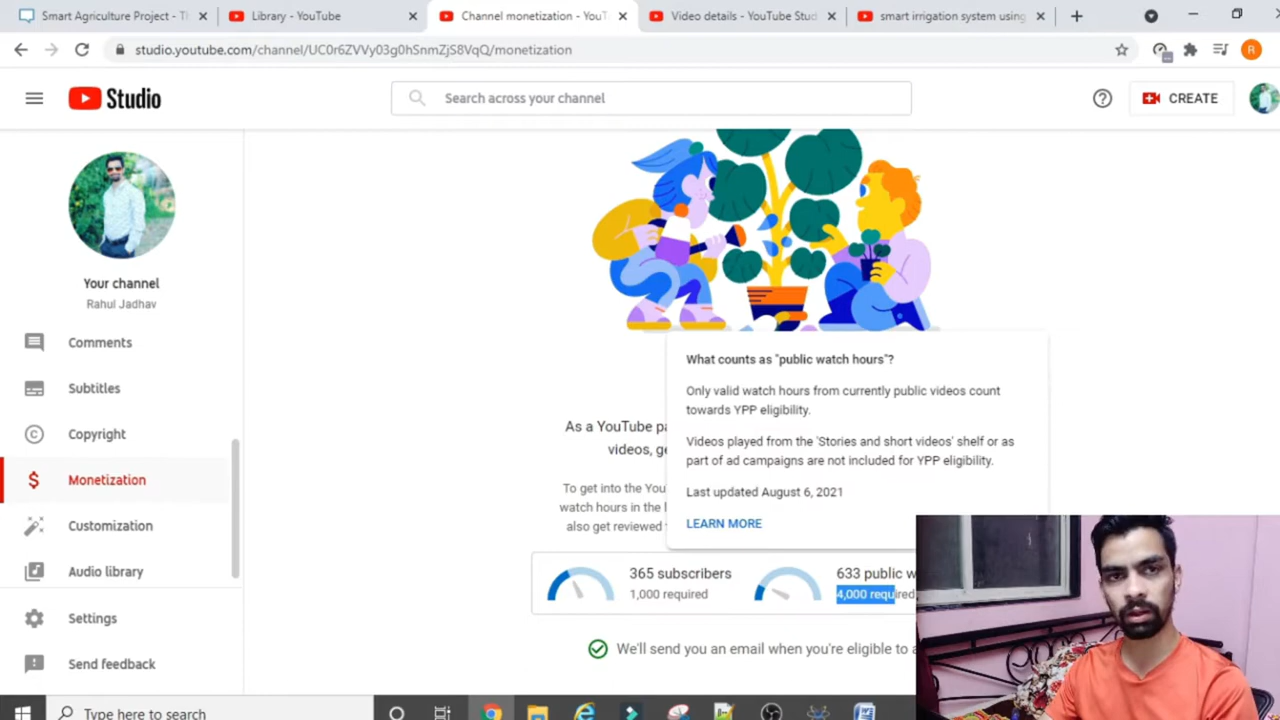 Smart Agriculture Project - Th
Library - YouTube
Channel monetization - YouT
Video details - YouTube Stud
smart irrigation system using
studio.youtube.com/channel/UC0r6ZVVy03g0hSnmZjS8VqQ/monetization
R
Studio
Search across your channel
CREATE
Your channel
Rahul Jadhav
Comments
Subtitles
Copyright
Monetization
Customization
Audio library
Settings
Send feedback
As a YouTube pa
videos, ge
To get into the You
watch hours in the l
also get reviewed
What counts as "public watch hours"?
Only valid watch hours from currently public videos count
towards YPP eligibility.
Videos played from the 'Stories and short videos' shelf or as
part of ad campaigns are not included for YPP eligibility.
Last updated August 6, 2021
LEARN MORE
365 subscribers
1,000 required
633 public w
4,000 required
We'll send you an email when you're eligible to a
Type here to search